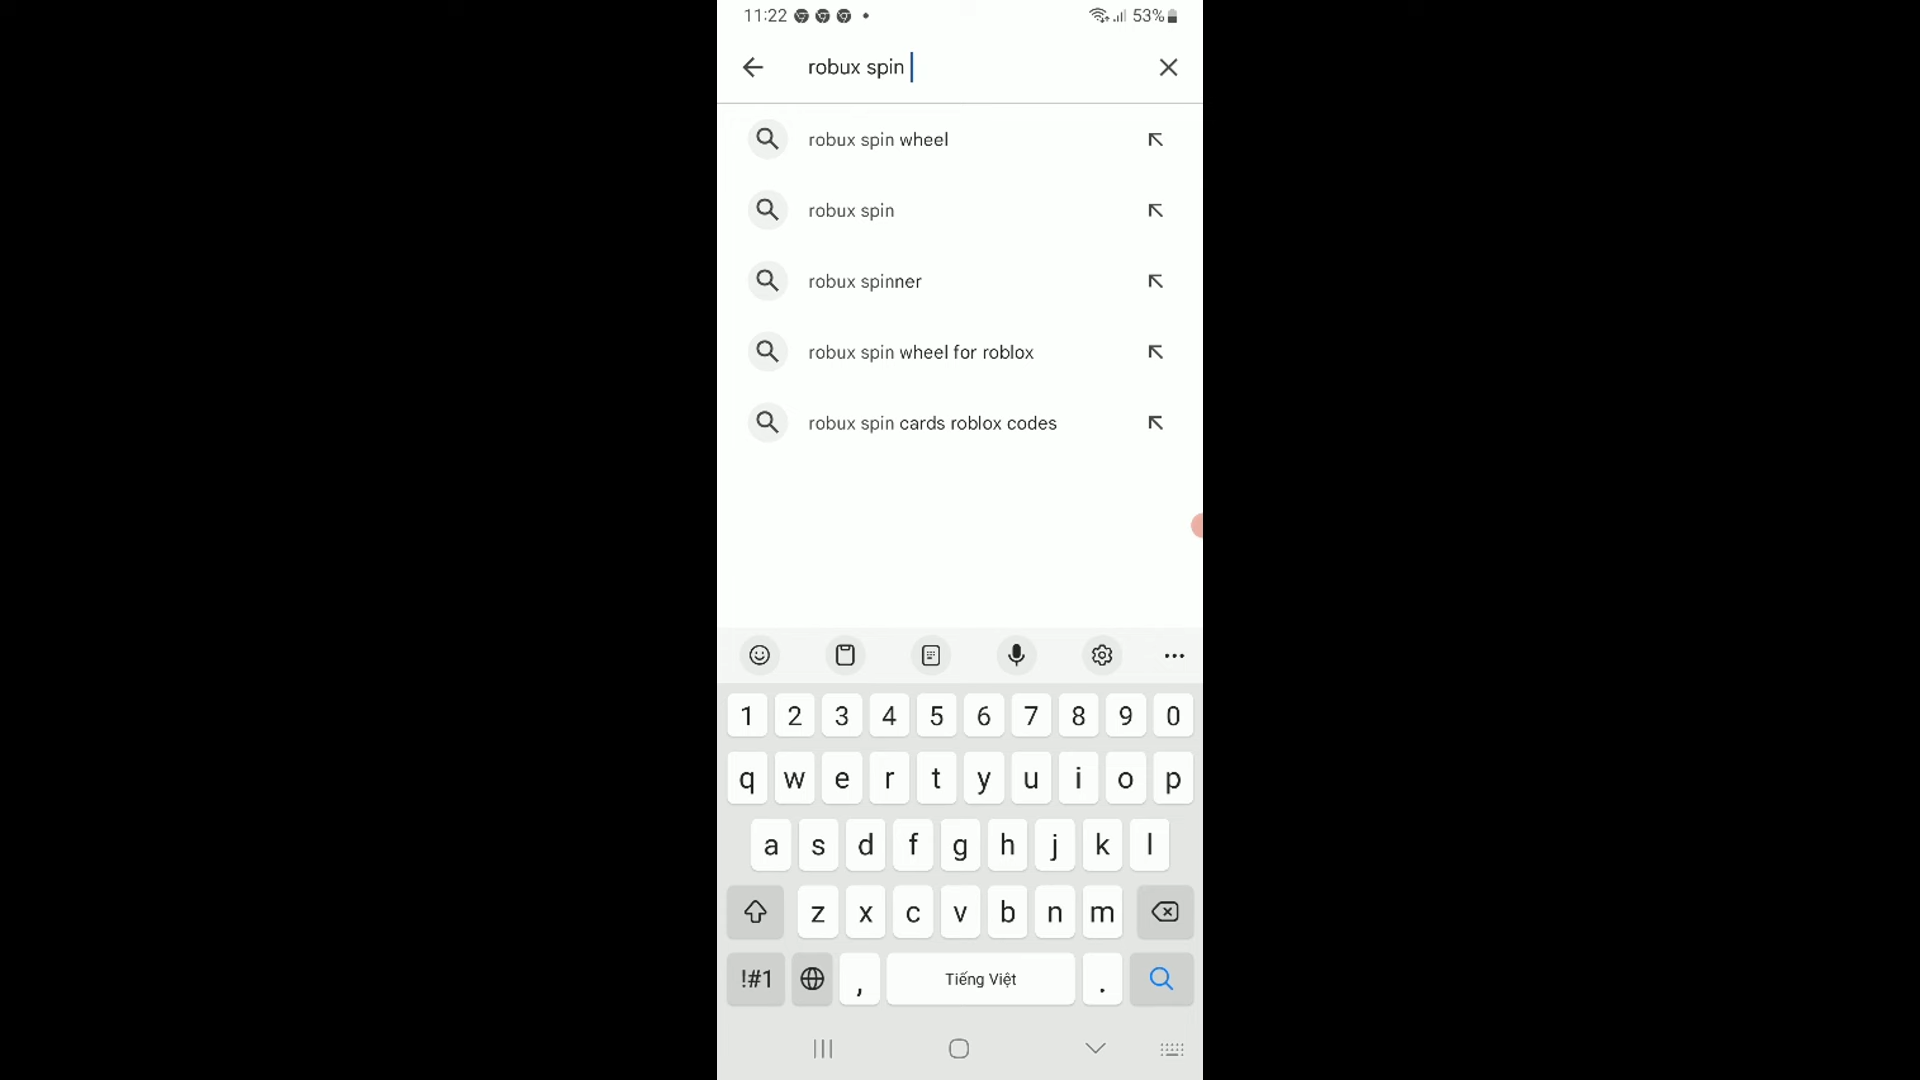 11:22 53%
robux spin
robux spin wheel
robux spin
robux spinner
robux spin wheel for roblox
robux spin cards roblox codes
1 2 3 4 5 6 7 8 9 0
q w e r t y u i o p
a s d f g h j k l
z x c v b n m
!#1 , Tiếng Việt .